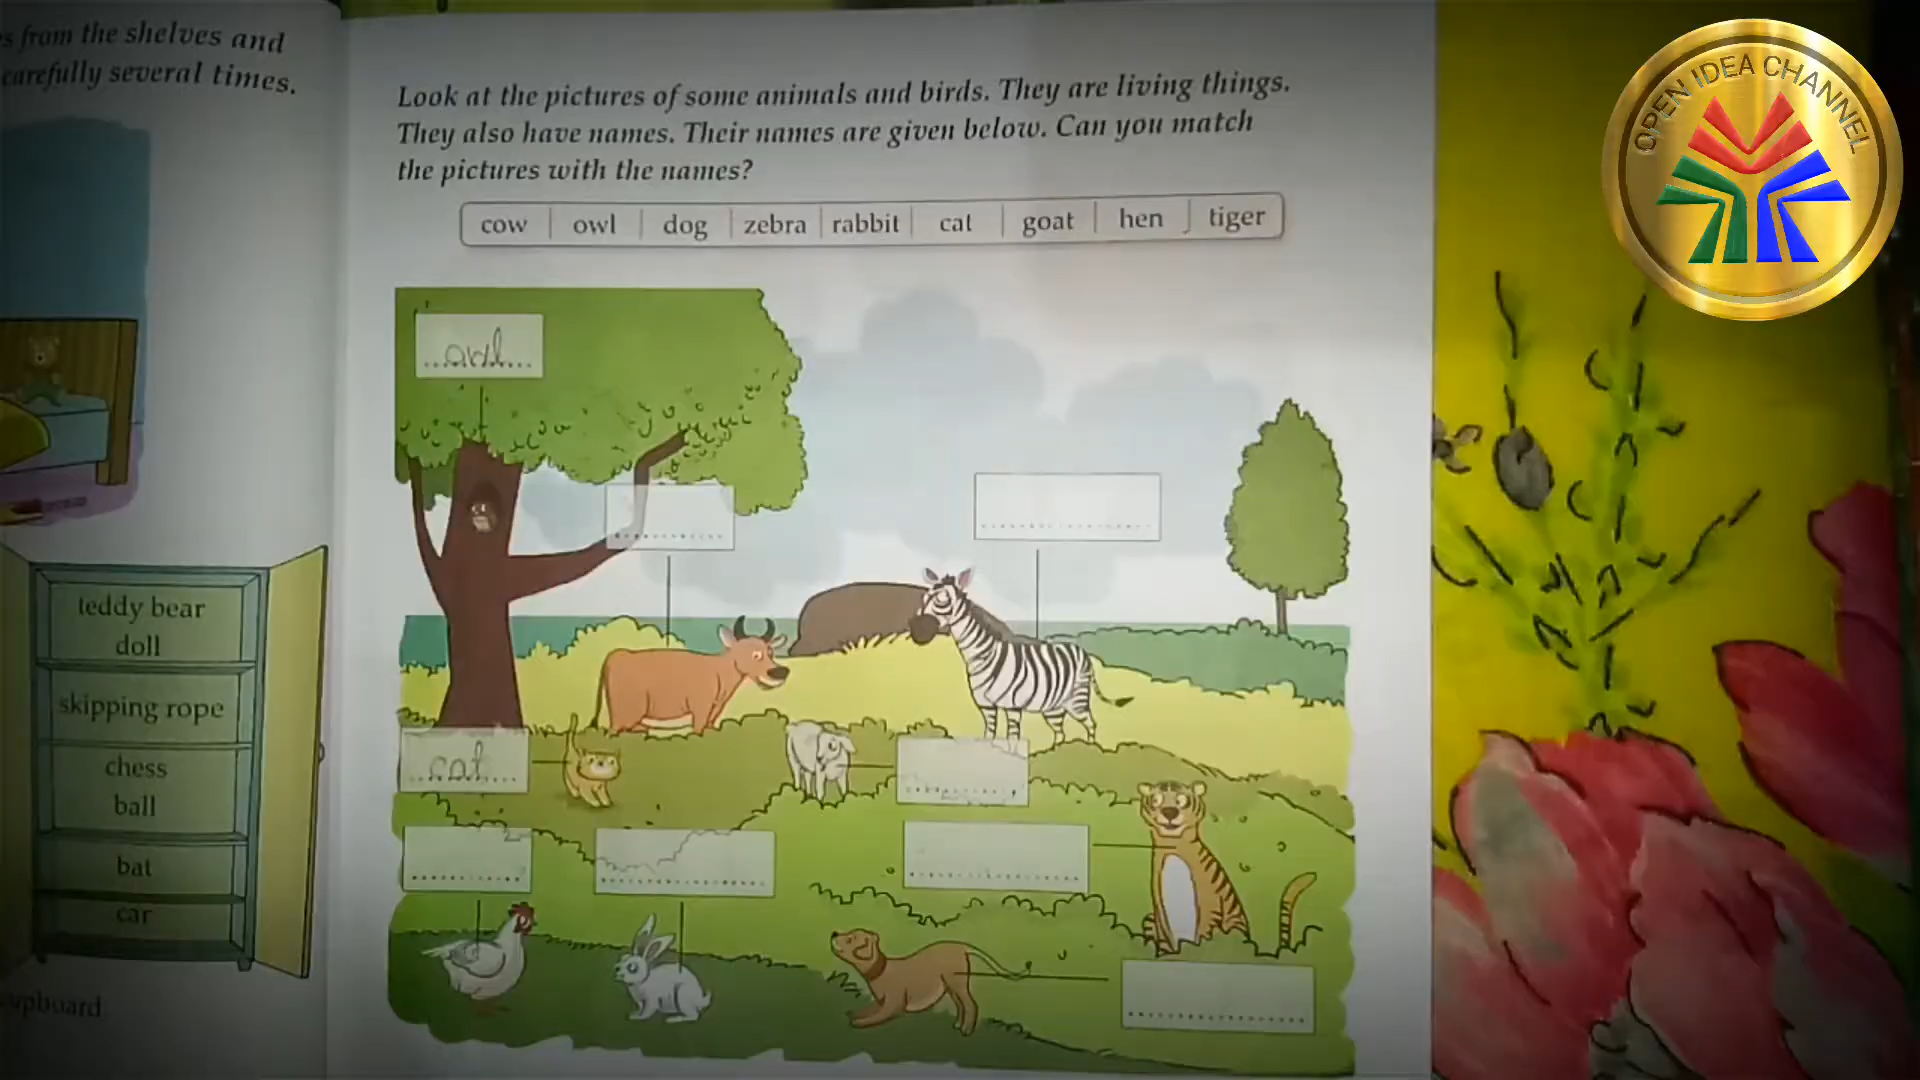 s from the shelves and
carefully several times.
teddy bear
doll
skipping rope
chess
ball
bat
car
upboard
Look at the pictures of some animals and birds. They are living things.
They also have names. Their names are given below. Can you match
the pictures with the names?
cow owl dog zebra rabbit cat goat hen tiger
owl
cat
OPEN IDEA CHANNEL